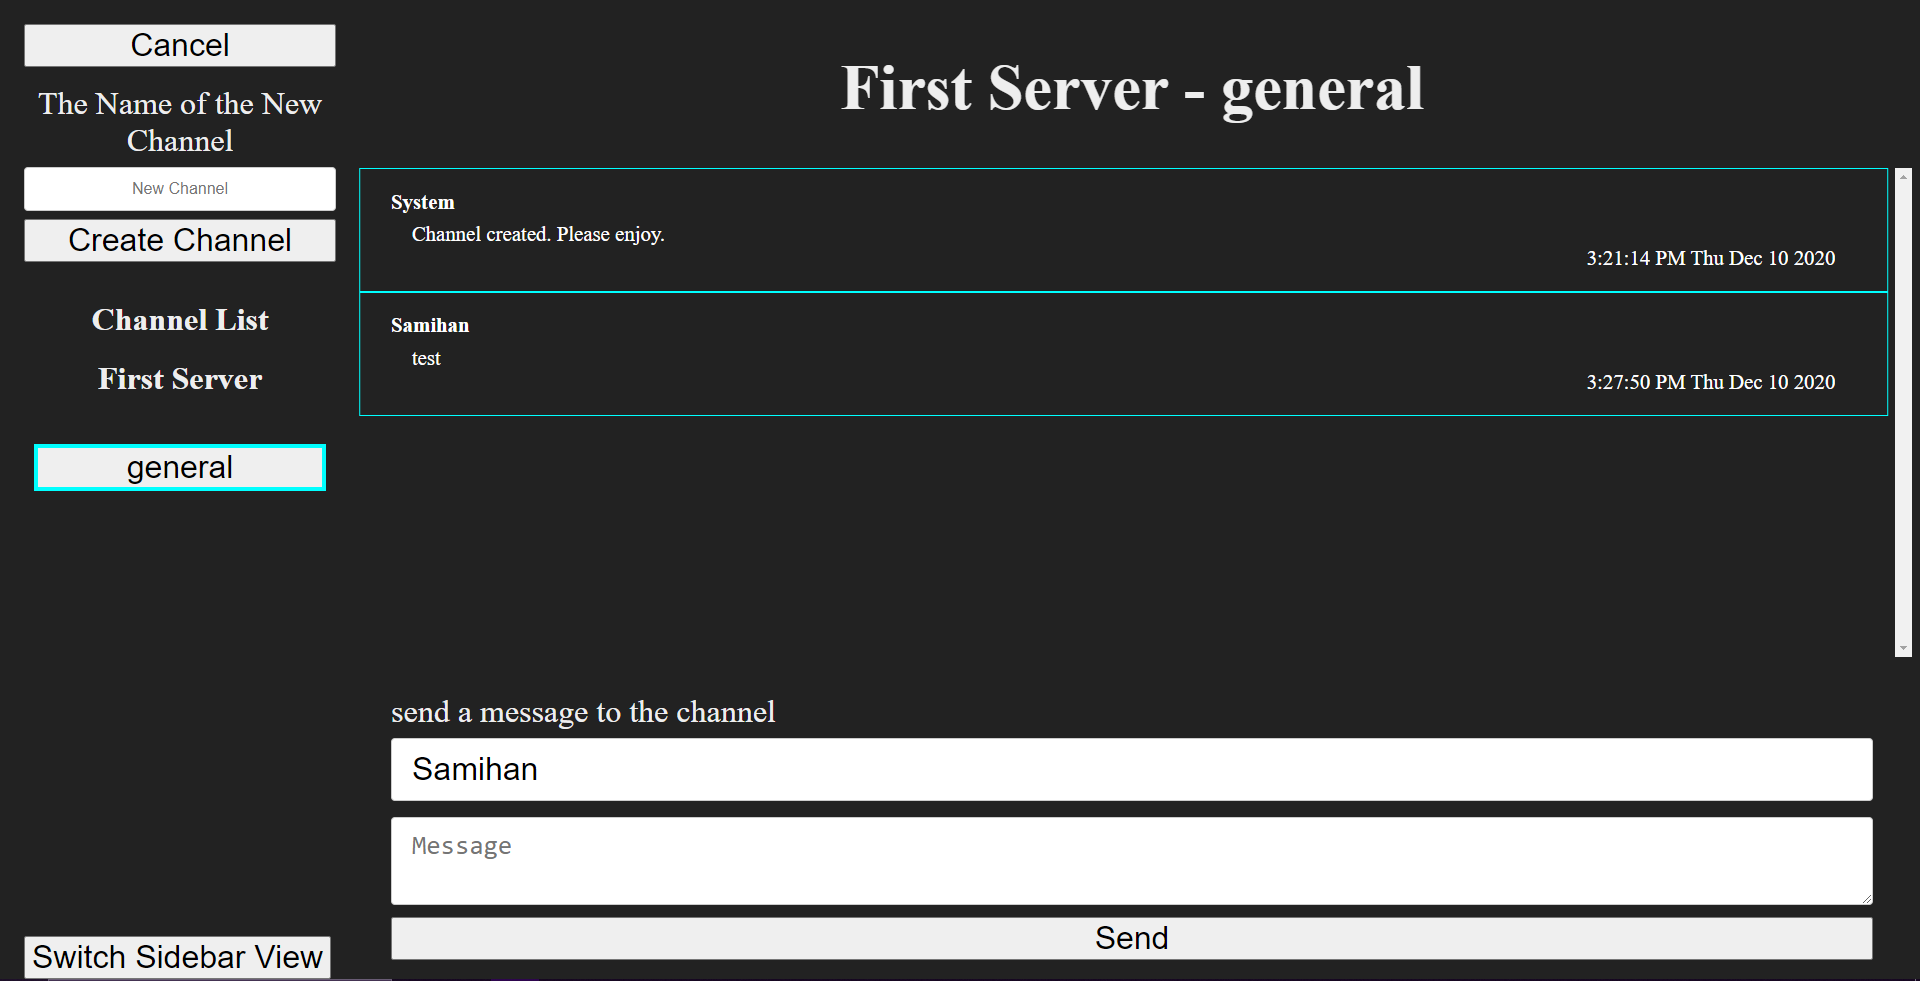 Cancel
The Name of the New
Channel
New Channel
Create Channel
Channel List
First Server
general
Switch Sidebar View
First Server - general
System
Channel created. Please enjoy.
3:21:14 PM Thu Dec 10 2020
Samihan
test
3:27:50 PM Thu Dec 10 2020
send a message to the channel
Samihan
Message
Send